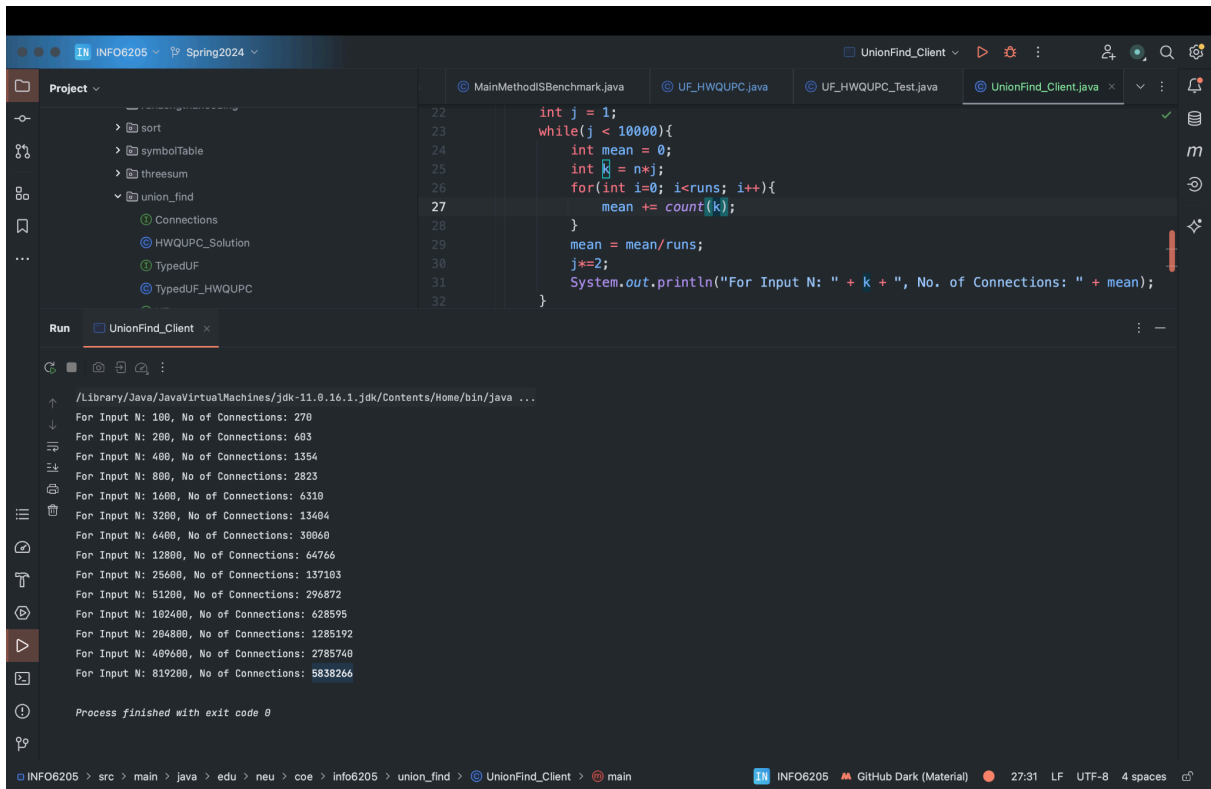 IN INFO6205 Spring2024 UnionFind_Client
Project
MainMethodISBenchmark.java UF_HWQUPC.java UF_HWQUPC_Test.java UnionFind_Client.java
sort
symbolTable
threesum
union_find
Connections
HWQUPC_Solution
TypedUF
TypedUF_HWQUPC
22 int j = 1;
23 while(j < 10000){
24 int mean = 0;
25 int k = n*j;
26 for(int i=0; i<runs; i++){
27 mean += count(k);
28 }
29 mean = mean/runs;
30 j*=2;
31 System.out.println("For Input N: " + k + ", No. of Connections: " + mean);
32 }
Run UnionFind_Client
/Library/Java/JavaVirtualMachines/jdk-11.0.16.1.jdk/Contents/Home/bin/java ...
For Input N: 100, No of Connections: 270
For Input N: 200, No of Connections: 603
For Input N: 400, No of Connections: 1354
For Input N: 800, No of Connections: 2823
For Input N: 1600, No of Connections: 6310
For Input N: 3200, No of Connections: 13404
For Input N: 6400, No of Connections: 30060
For Input N: 12800, No of Connections: 64766
For Input N: 25600, No of Connections: 137103
For Input N: 51200, No of Connections: 296872
For Input N: 102400, No of Connections: 628595
For Input N: 204800, No of Connections: 1285192
For Input N: 409600, No of Connections: 2785740
For Input N: 819200, No of Connections: 5838266
Process finished with exit code 0
INFO6205 > src > main > java > edu > neu > coe > info6205 > union_find > UnionFind_Client > main IN INFO6205 GitHub Dark (Material) 27:31 LF UTF-8 4 spaces